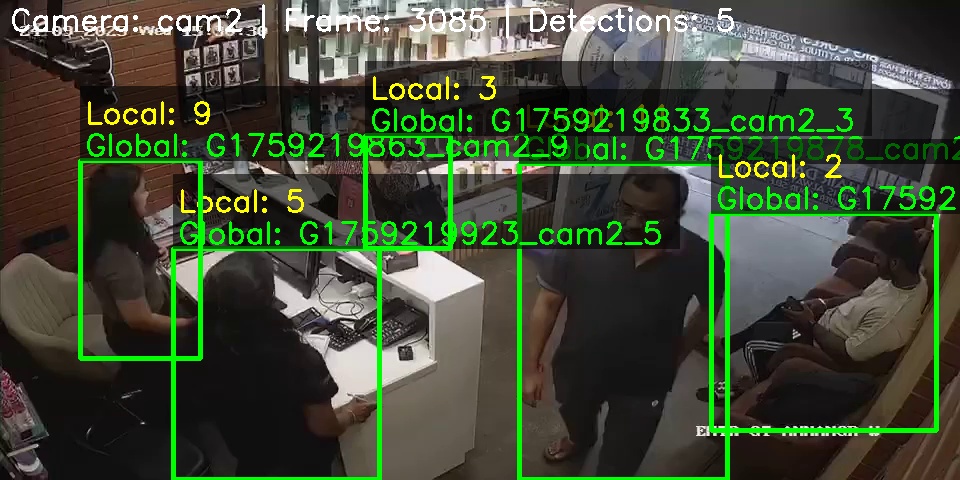 Camera: cam2 | Frame: 3085 | Detections: 5
Local: 3
Global: G1759219833_cam2_3
Local: 9
Global: G1759219863_cam2_9
Global: G1759219878_cam2
Local: 2
Global: G17592
Local: 5
Global: G1759219923_cam2_5